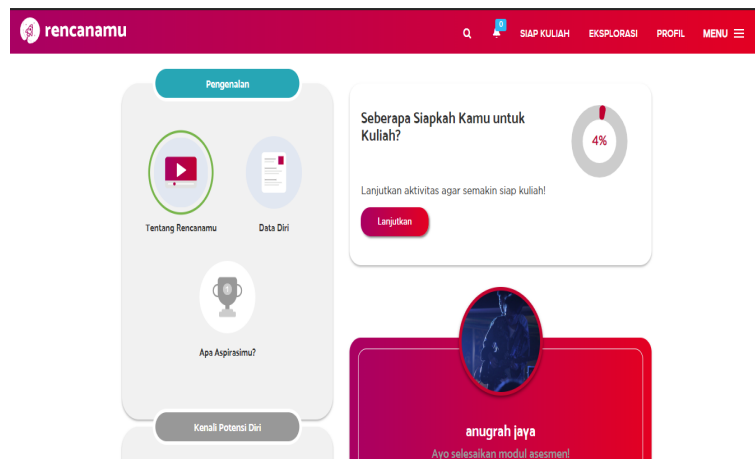 rencanamu
0
SIAP KULIAH
EKSPLORASI
PROFIL
MENU
Pengenalan
Tentang Rencanamu
Data Diri
1
Apa Aspirasimu?
Kenali Potensi Diri
Seberapa Siapkah Kamu untuk
Kuliah?
4%
Lanjutkan aktivitas agar semakin siap kuliah!
Lanjutkan
anugrah jaya
Ayo selesaikan modul asesmen!